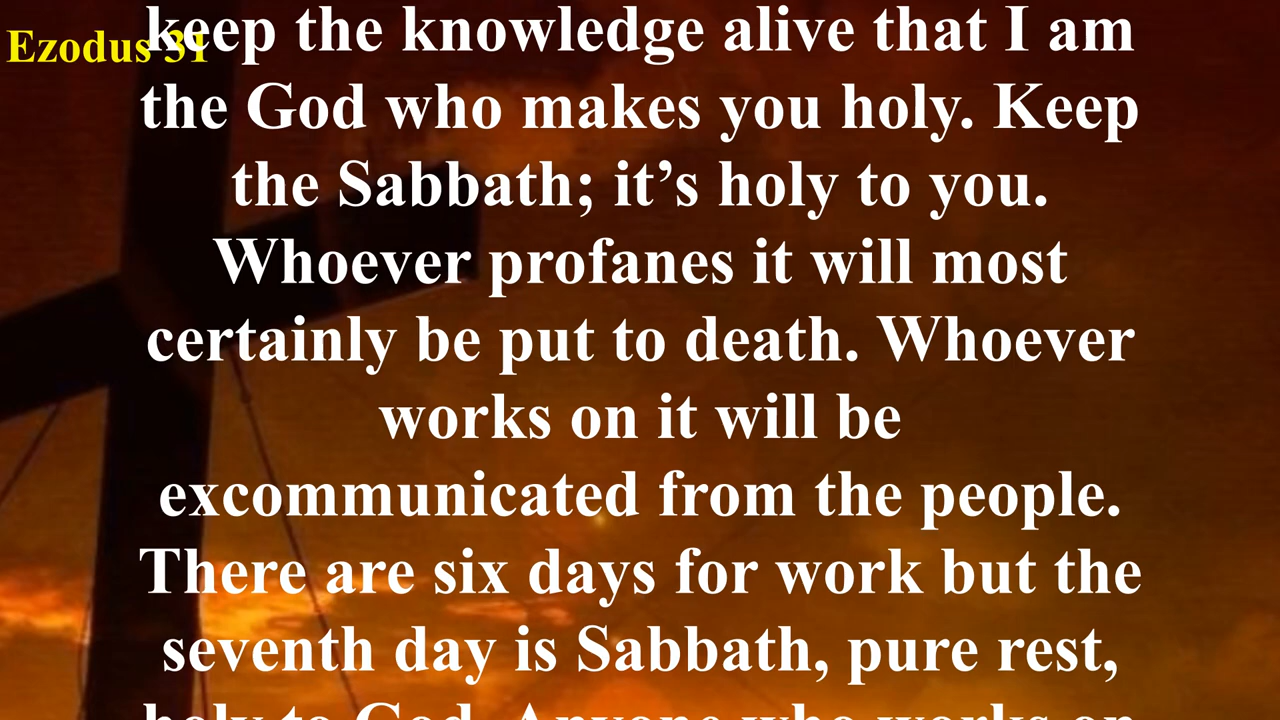 Ezodus 31
keep the knowledge alive that I am
the God who makes you holy. Keep
the Sabbath; it’s holy to you.
Whoever profanes it will most
certainly be put to death. Whoever
works on it will be
excommunicated from the people.
There are six days for work but the
seventh day is Sabbath, pure rest,
holy to God. Anyone who works on